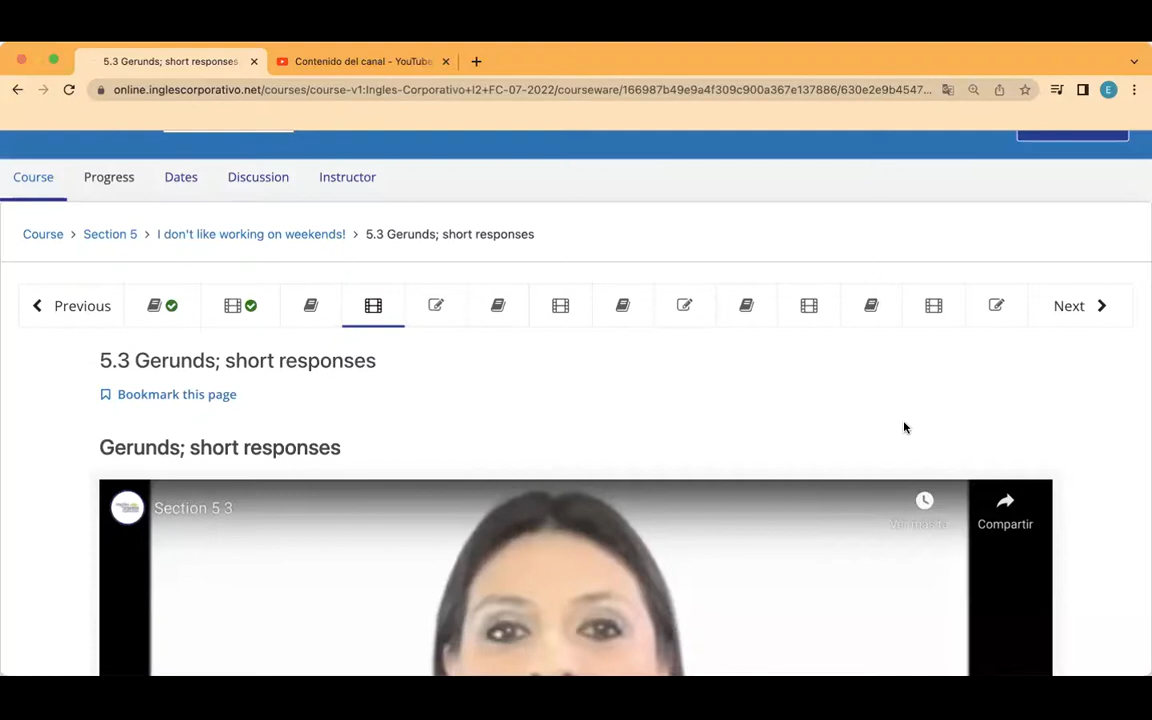 5.3 Gerunds; short responses
Contenido del canal - YouTube
online.inglescorporativo.net/courses/course-v1:Ingles-Corporativo+I2+FC-07-2022/courseware/166987b49e9a4f309c900a367e137886/630e2e9b4547...
E
Course Progress Dates Discussion Instructor
Course > Section 5 > I don't like working on weekends! > 5.3 Gerunds; short responses
Previous Next
5.3 Gerunds; short responses
Bookmark this page
Gerunds; short responses
Section 5 3
Compartir